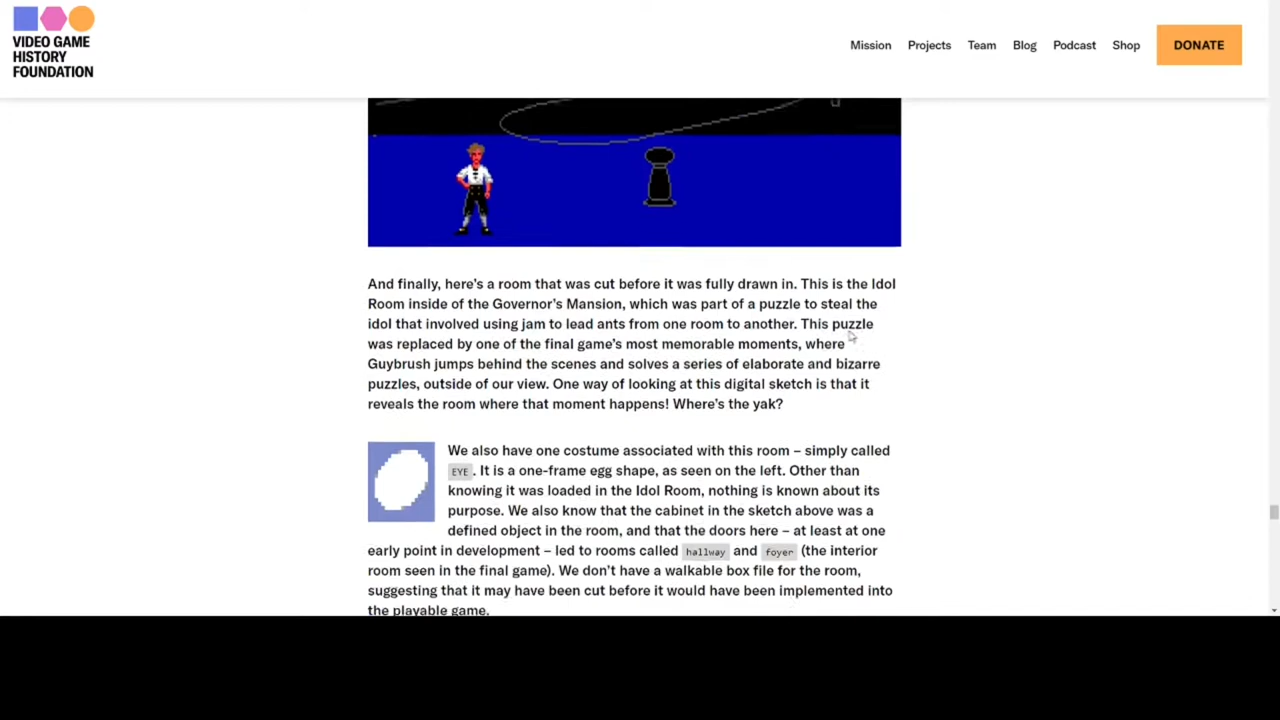 VIDEO GAME
HISTORY
FOUNDATION
Mission Projects Team Blog Podcast Shop DONATE
And finally, here's a room that was cut before it was fully drawn in. This is the Idol
Room inside of the Governor's Mansion, which was part of a puzzle to steal the
idol that involved using jam to lead ants from one room to another. This puzzle
was replaced by one of the final game's most memorable moments, where
Guybrush jumps behind the scenes and solves a series of elaborate and bizarre
puzzles, outside of our view. One way of looking at this digital sketch is that it
reveals the room where that moment happens! Where's the yak?
We also have one costume associated with this room – simply called
EYE. It is a one-frame egg shape, as seen on the left. Other than
knowing it was loaded in the Idol Room, nothing is known about its
purpose. We also know that the cabinet in the sketch above was a
defined object in the room, and that the doors here – at least at one
early point in development – led to rooms called hallway and foyer (the interior
room seen in the final game). We don't have a walkable box file for the room,
suggesting that it may have been cut before it would have been implemented into
the playable game.